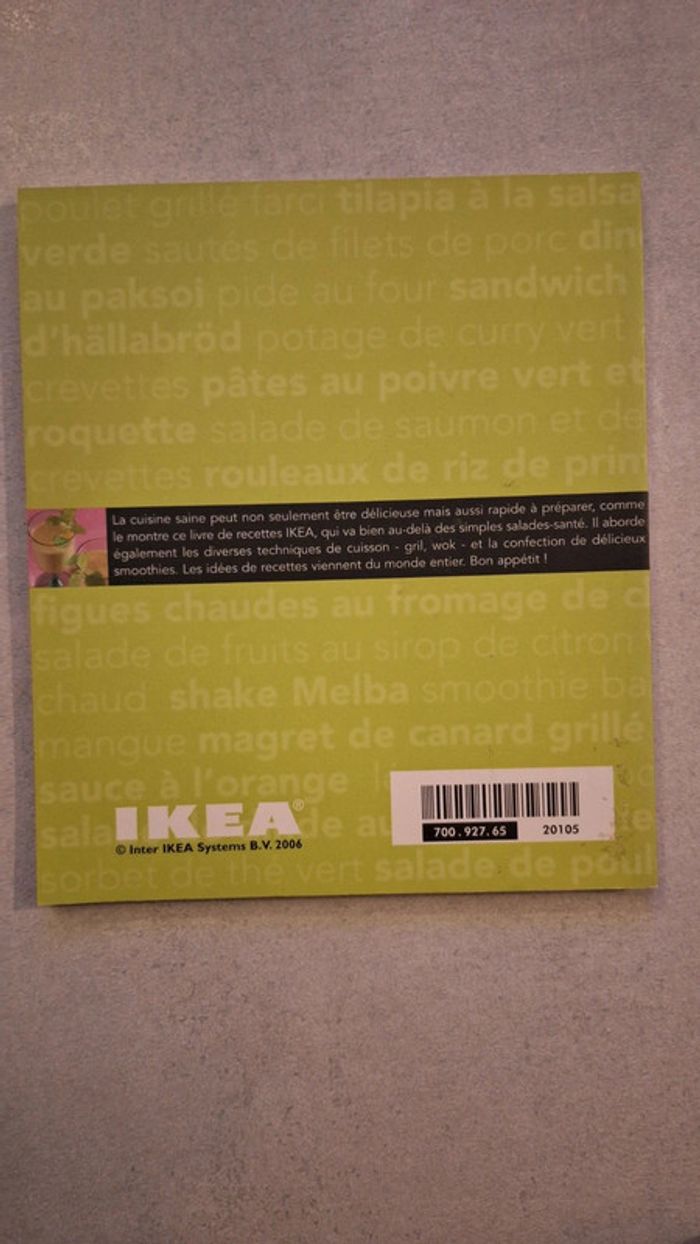 poulet grillé farci tilapia à la salsa
verde sautés de filets de porc din
au paksoi pide au four sandwich
d'hällabröd potage de curry vert
crevettes pâtes au poivre vert et
roquette salade de saumon et de
crevettes rouleaux de riz de prin
La cuisine saine peut non seulement être délicieuse mais aussi rapide à préparer, comme
le montre ce livre de recettes IKEA, qui va bien au-delà des simples salades-santé. Il aborde
également les diverses techniques de cuisson - gril, wok - et la confection de délicieux
smoothies. Les idées de recettes viennent du monde entier. Bon appétit !
figues chaudes au fromage de c
salade de fruits au sirop de citron
chaud shake Melba smoothie ba
mangue magret de canard grillé
sauce à l'orange
sala
IKEA®
de au
700.927.65 20105
© Inter IKEA Systems B.V. 2006
sorbet de thé vert salade de poul